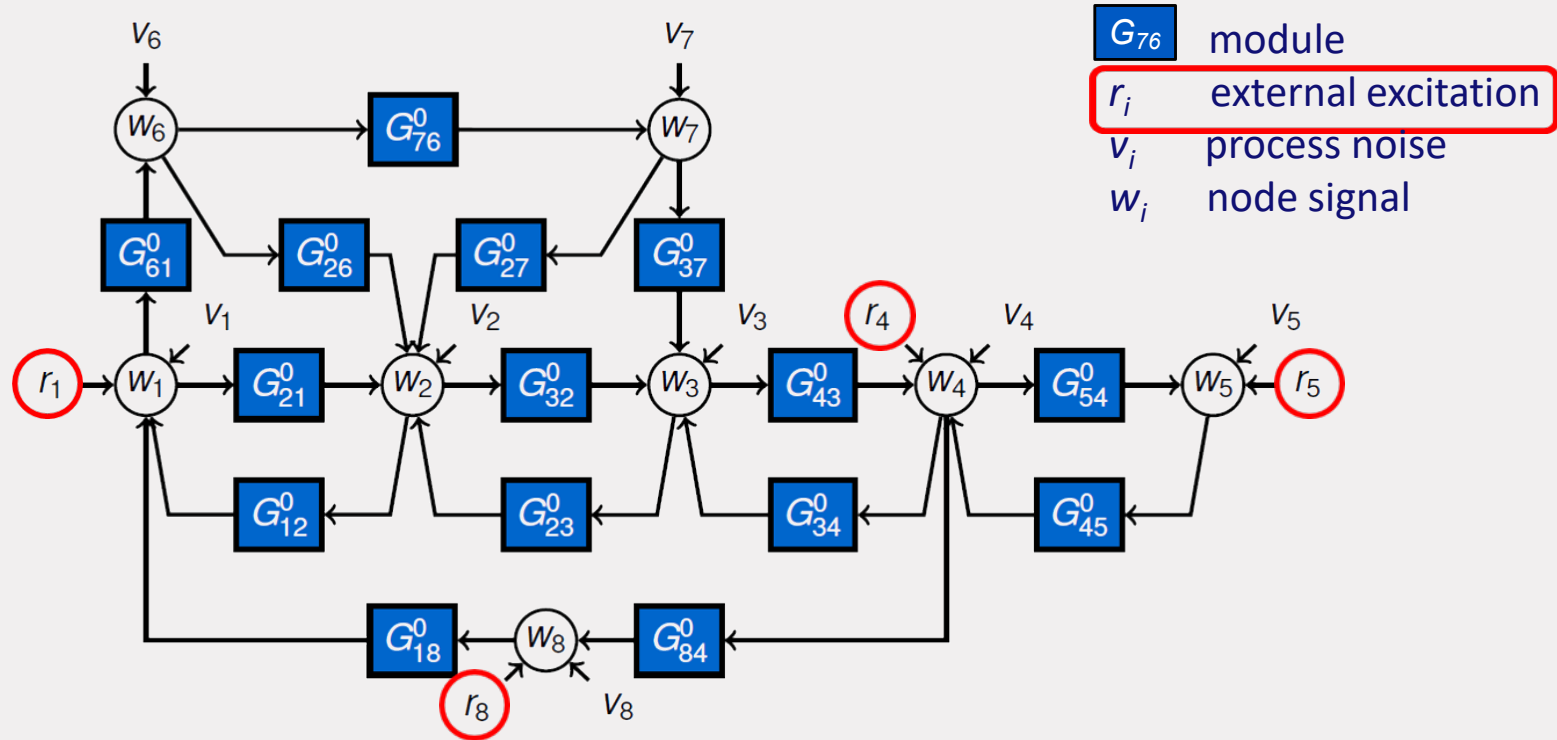 v₆ v₇ G₇₆ module
rᵢ external excitation
vᵢ process noise
wᵢ node signal
w₆ G⁰₇₆ w₇
G⁰₆₁ G⁰₂₆ G⁰₂₇ G⁰₃₇
v₁ v₂ v₃ r₄ v₄ v₅
r₁ w₁ G⁰₂₁ w₂ G⁰₃₂ w₃ G⁰₄₃ w₄ G⁰₅₄ w₅ r₅
G⁰₁₂ G⁰₂₃ G⁰₃₄ G⁰₄₅
G⁰₁₈ w₈ G⁰₈₄
r₈ v₈